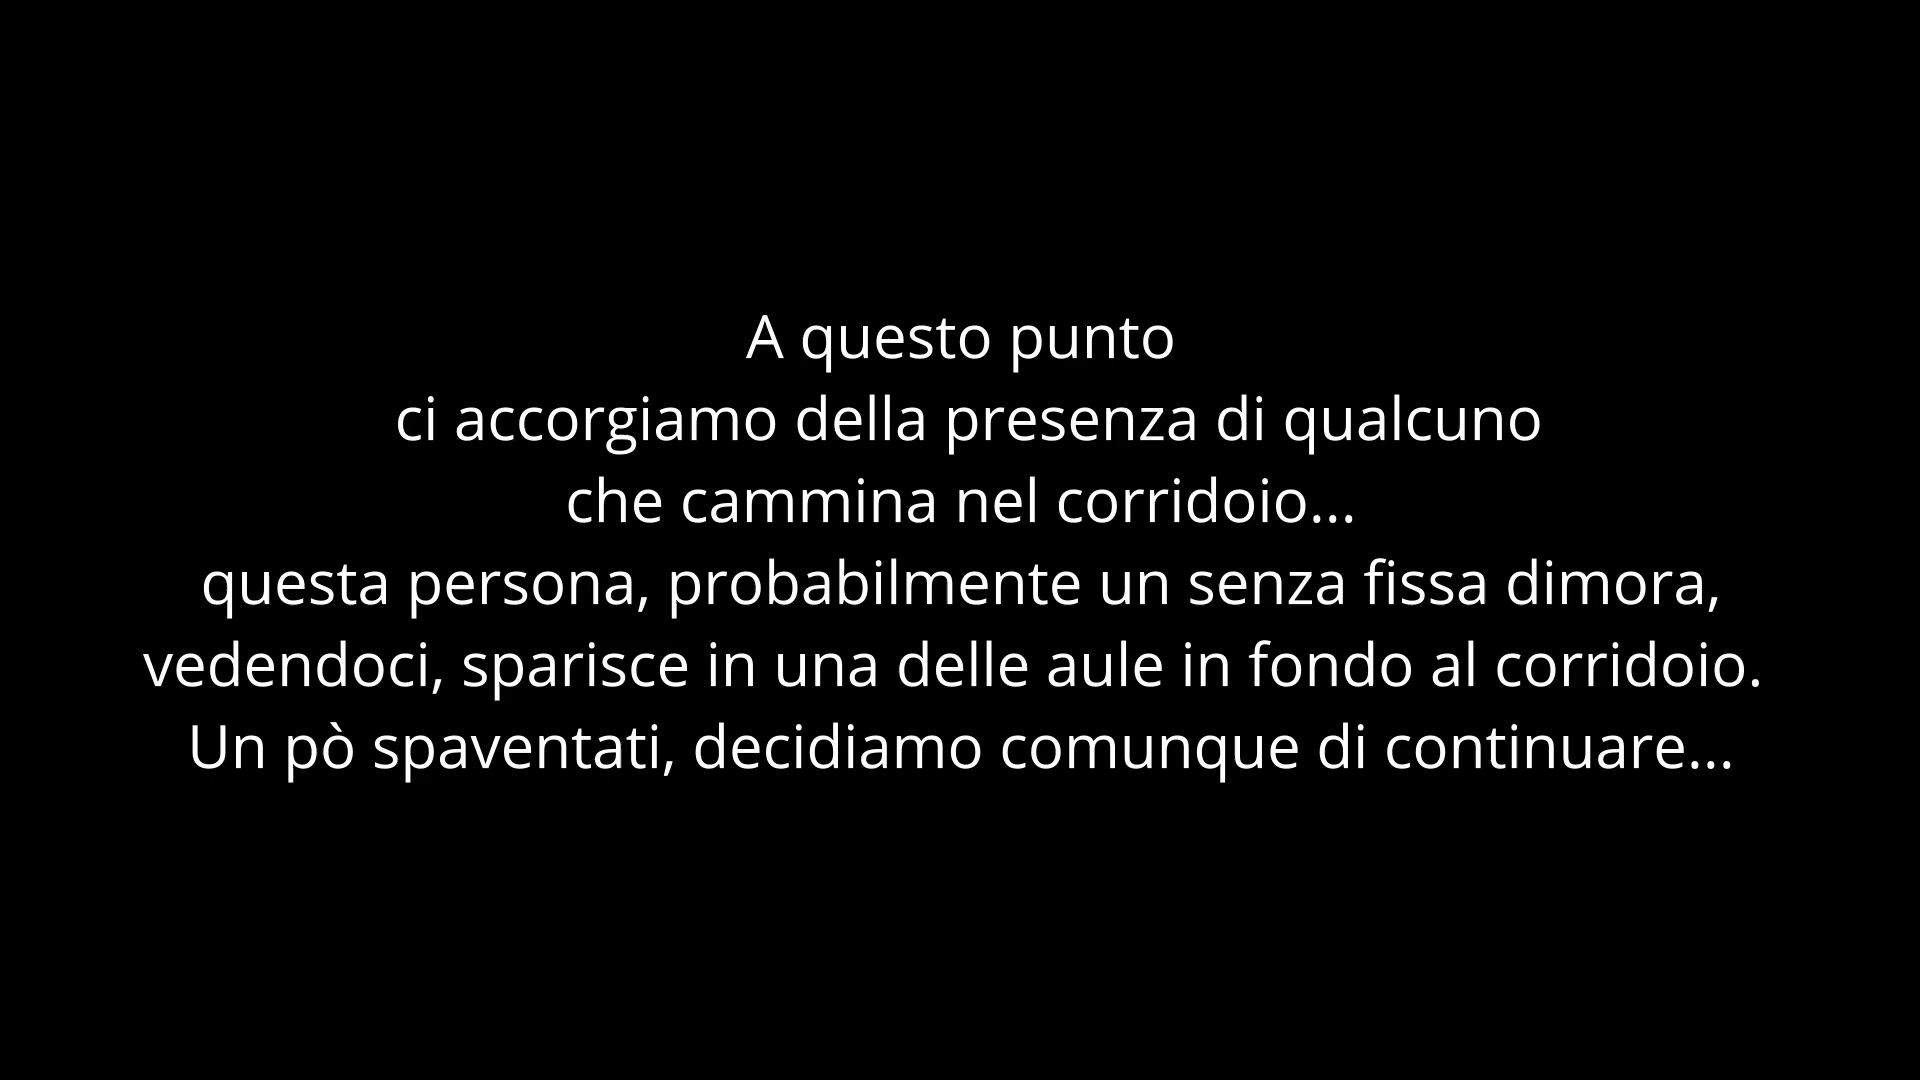 A questo punto
ci accorgiamo della presenza di qualcuno
che cammina nel corridoio...
questa persona, probabilmente un senza fissa dimora,
vedendoci, sparisce in una delle aule in fondo al corridoio.
Un pò spaventati, decidiamo comunque di continuare...